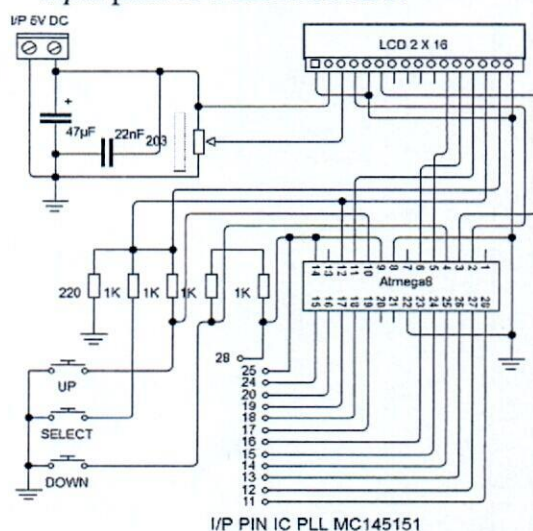 I/P 5V DC
LCD 2 X 16
+
47µF
22nF
203
14 13 12 11 10 9 8 7 6 5 4 3 2 1
Atmega8
15 16 17 18 19 20 21 22 23 24 25 26 27 28
220
1K
1K
1K
1K
28
25
24
20
19
18
17
16
15
14
13
12
11
UP
SELECT
DOWN
I/P PIN IC PLL MC145151